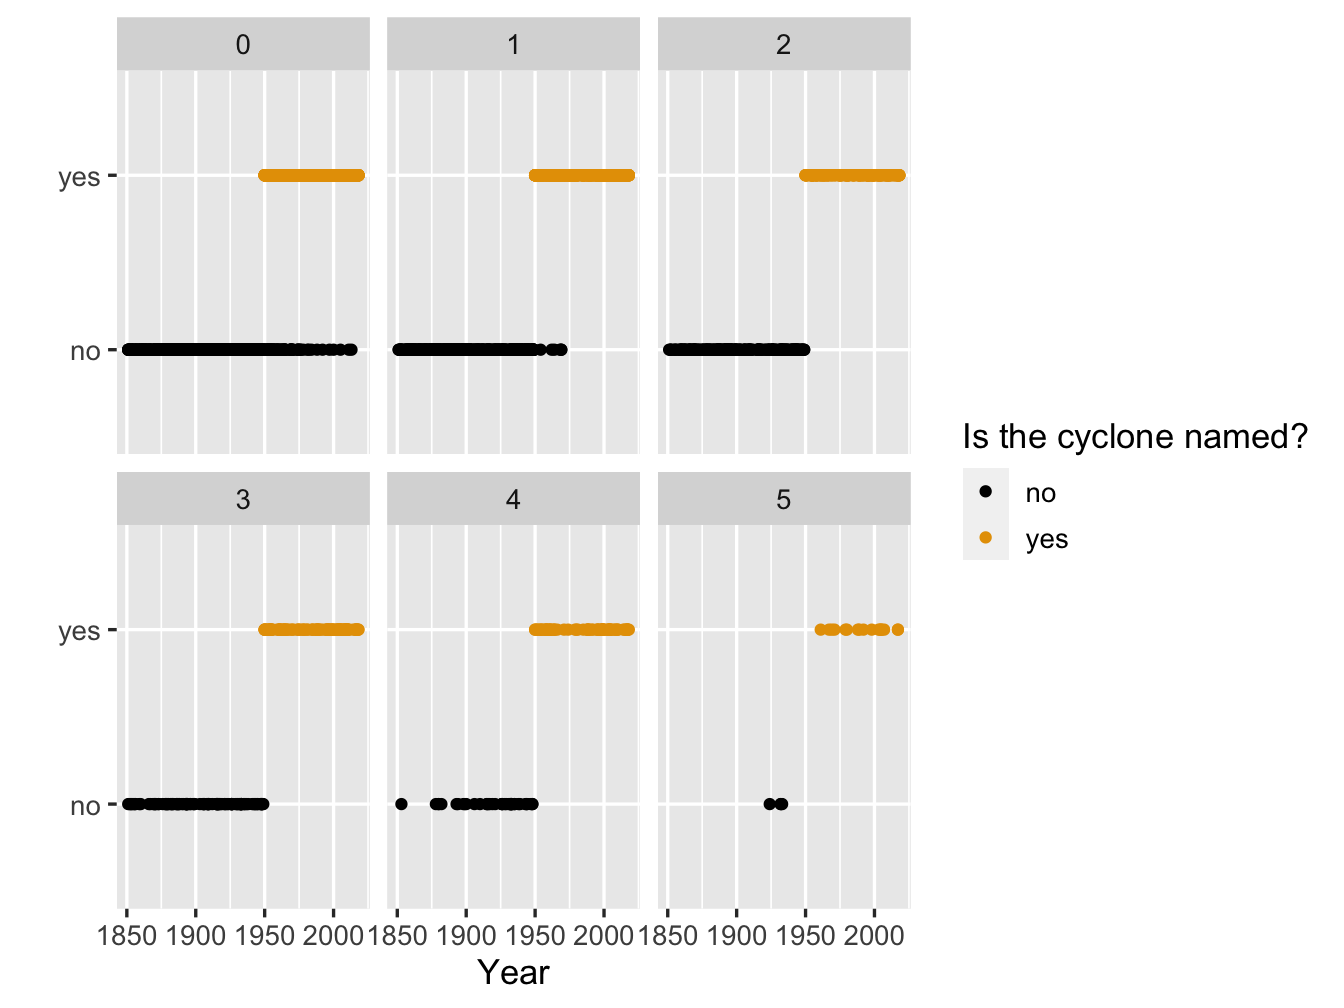 0 1 2
yes
no
Is the cyclone named?
no
yes
3 4 5
yes
no
1850 1900 1950 2000 1850 1900 1950 2000 1850 1900 1950 2000
Year